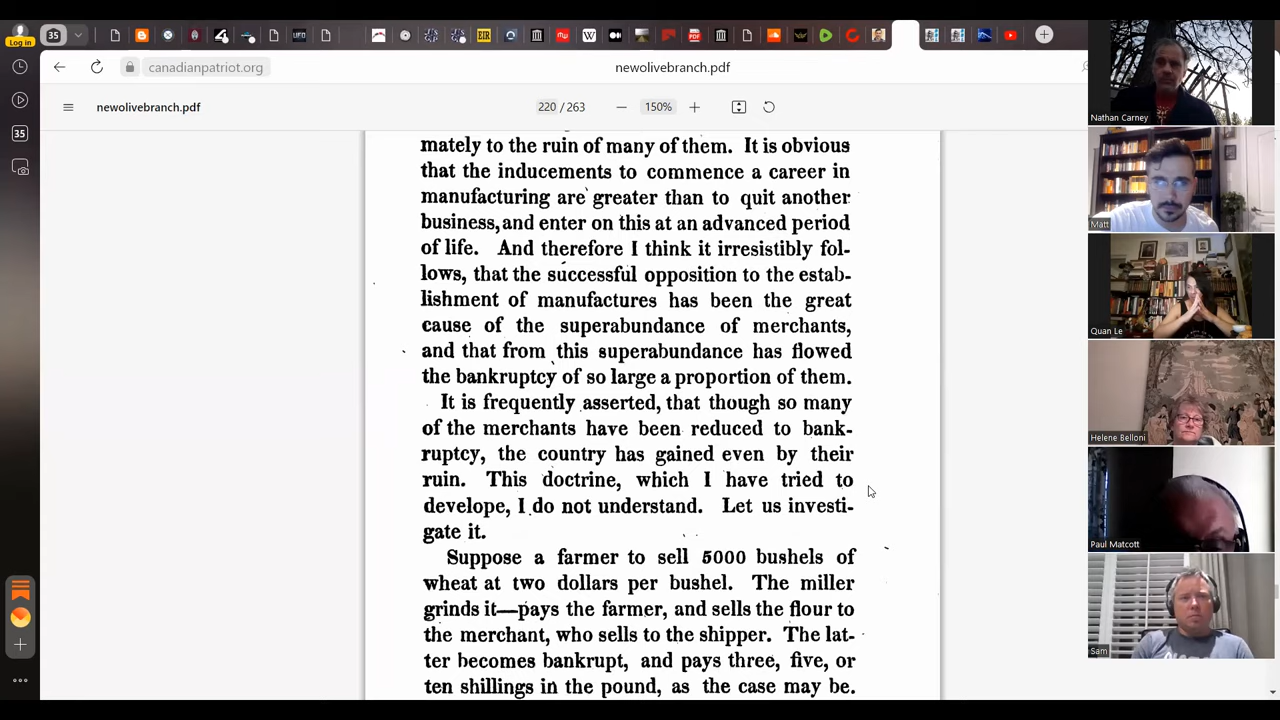 Log in
35
canadianpatriot.org
newolivebranch.pdf
newolivebranch.pdf
220 / 263
150%
35
mately to the ruin of many of them. It is obvious
that the inducements to commence a career in
manufacturing are greater than to quit another
business, and enter on this at an advanced period
of life. And therefore I think it irresistibly fol-
lows, that the successful opposition to the estab-
lishment of manufactures has been the great
cause of the superabundance of merchants,
and that from this superabundance has flowed
the bankruptcy of so large a proportion of them.
It is frequently asserted, that though so many
of the merchants have been reduced to bank-
ruptcy, the country has gained even by their
ruin. This doctrine, which I have tried to
develope, I do not understand. Let us investi-
gate it.
Suppose a farmer to sell 5000 bushels of
wheat at two dollars per bushel. The miller
grinds it—pays the farmer, and sells the flour to
the merchant, who sells to the shipper. The lat-
ter becomes bankrupt, and pays three, five, or
ten shillings in the pound, as the case may be.
Nathan Carney
Matt
Quan Le
Helene Belloni
Paul Matcott
Sam